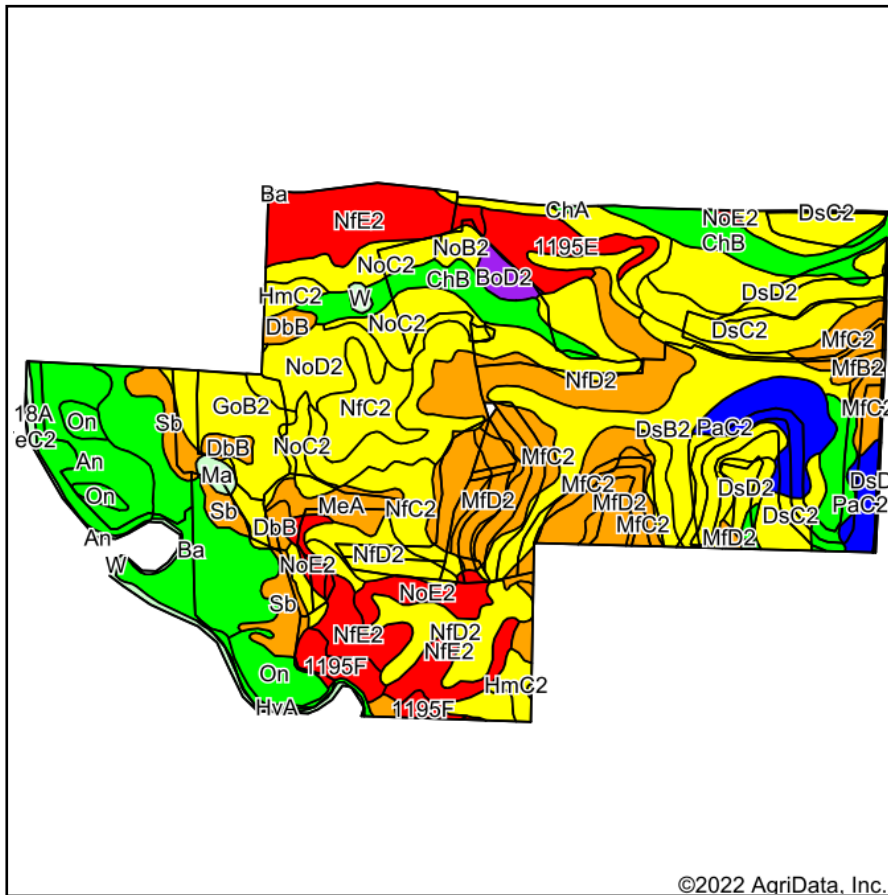 Ba
NfE2
ChA
NoE2
DsC2
ChB
NoB2
1195E
NoC2
ChB
BoD2
DsD2
HmC2
W
DbB
NoC2
DsC2
MfC2
NoD2
MfB2
NfD2
GoB2
NfC2
MfC2
18A
On
Sb
eC2
DsB2
PaC2
DbB
NoC2
MfC2
An
Ma
MfC2
DsD2
DsD
On
MfD2
MfD2
PaC2
Sb
MeA
NfC2
DsC2
DbB
MfC2
An
Ba
NfD2
MfD2
W
NoE2
NoE2
Sb
NfE2
NfD2
NfE2
1195F
On
HmC2
HvA
1195F
©2022 AgriData, Inc.